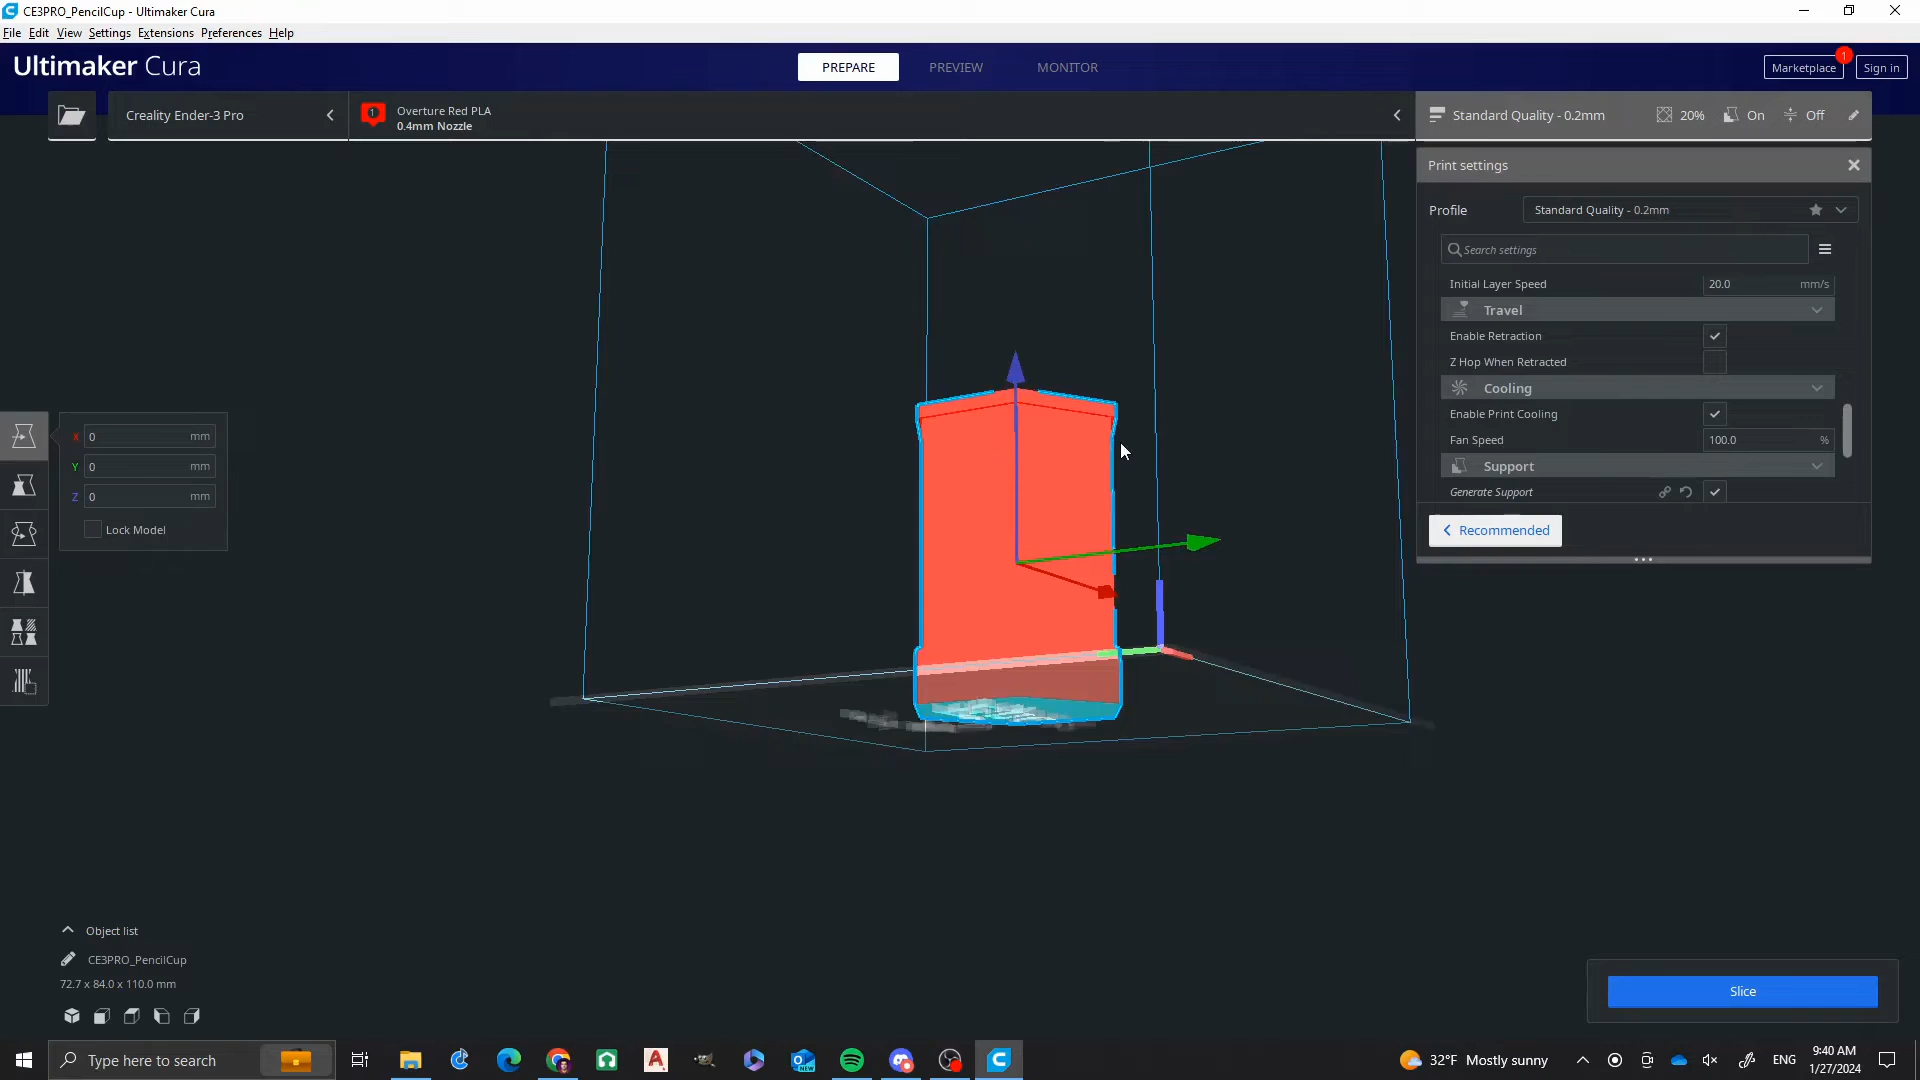 CE3PRO_PencilCup - Ultimaker Cura
File Edit View Settings Extensions Preferences Help
Ultimaker Cura
PREPARE
PREVIEW
MONITOR
Marketplace
1
Sign in
Creality Ender-3 Pro
1
Overture Red PLA
0.4mm Nozzle
Standard Quality - 0.2mm
20%
On
Off
Print settings
Profile
Standard Quality - 0.2mm
Search settings
Initial Layer Speed
20.0 mm/s
Travel
Enable Retraction
Z Hop When Retracted
Cooling
Enable Print Cooling
Fan Speed
100.0 %
Support
Generate Support
Recommended
X 0 mm
Y 0 mm
Z 0 mm
Lock Model
Object list
CE3PRO_PencilCup
72.7 x 84.0 x 110.0 mm
Slice
Type here to search
NEW
32°F Mostly sunny
ENG
9:40 AM
1/27/2024